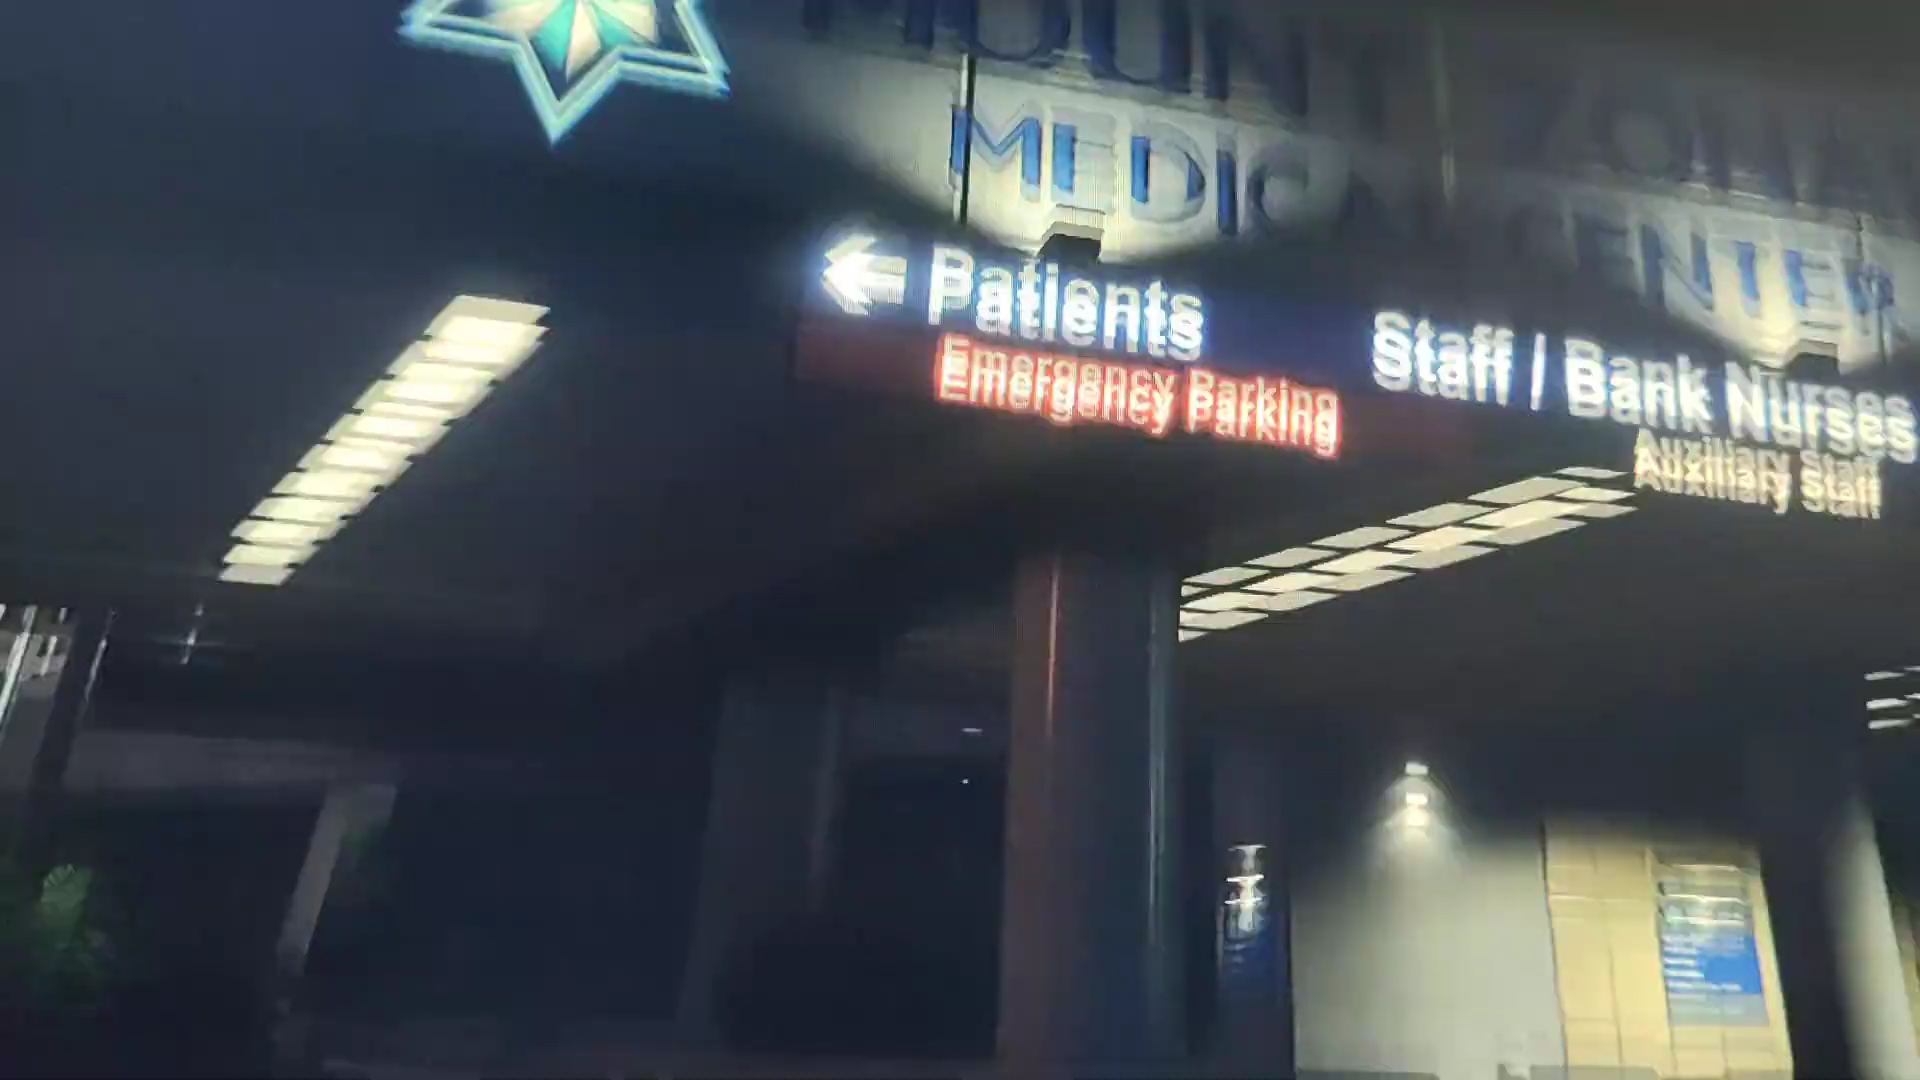 MEDICAL CENTER
← Patients
Emergency Parking
Staff / Bank Nurses
Auxiliary Staff